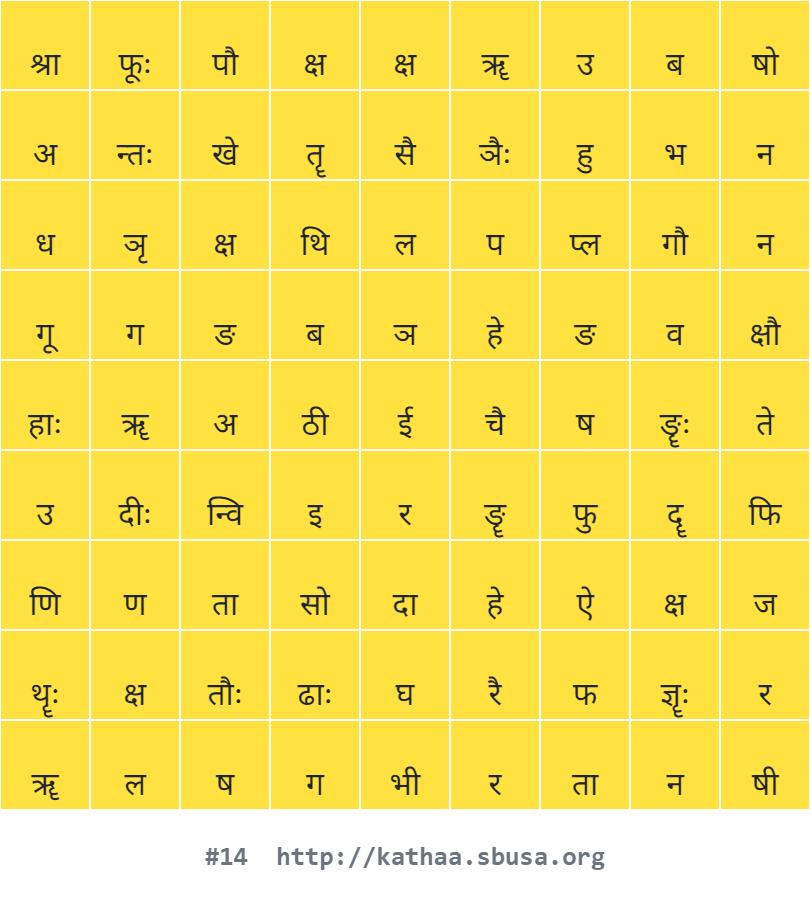 श्रा फूः पौ क्ष क्ष ॠ उ ब षो
अ न्तः खे तॄ सै ञैः हु भ न
ध ञृ क्ष थि ल प प्ल गौ न
गू ग ङ ब ञ हे ङ व क्षौ
हाः ॠ अ ठी ई चै ष ङॄः ते
उ दीः न्वि इ र ङॄ फु दॄ फि
णि ण ता सो दा हे ऐ क्ष ज
थॄः क्ष तौः ढाः घ रै फ ज्ञॄः र
ॠ ल ष ग भी र ता न षी
#14 http://kathaa.sbusa.org